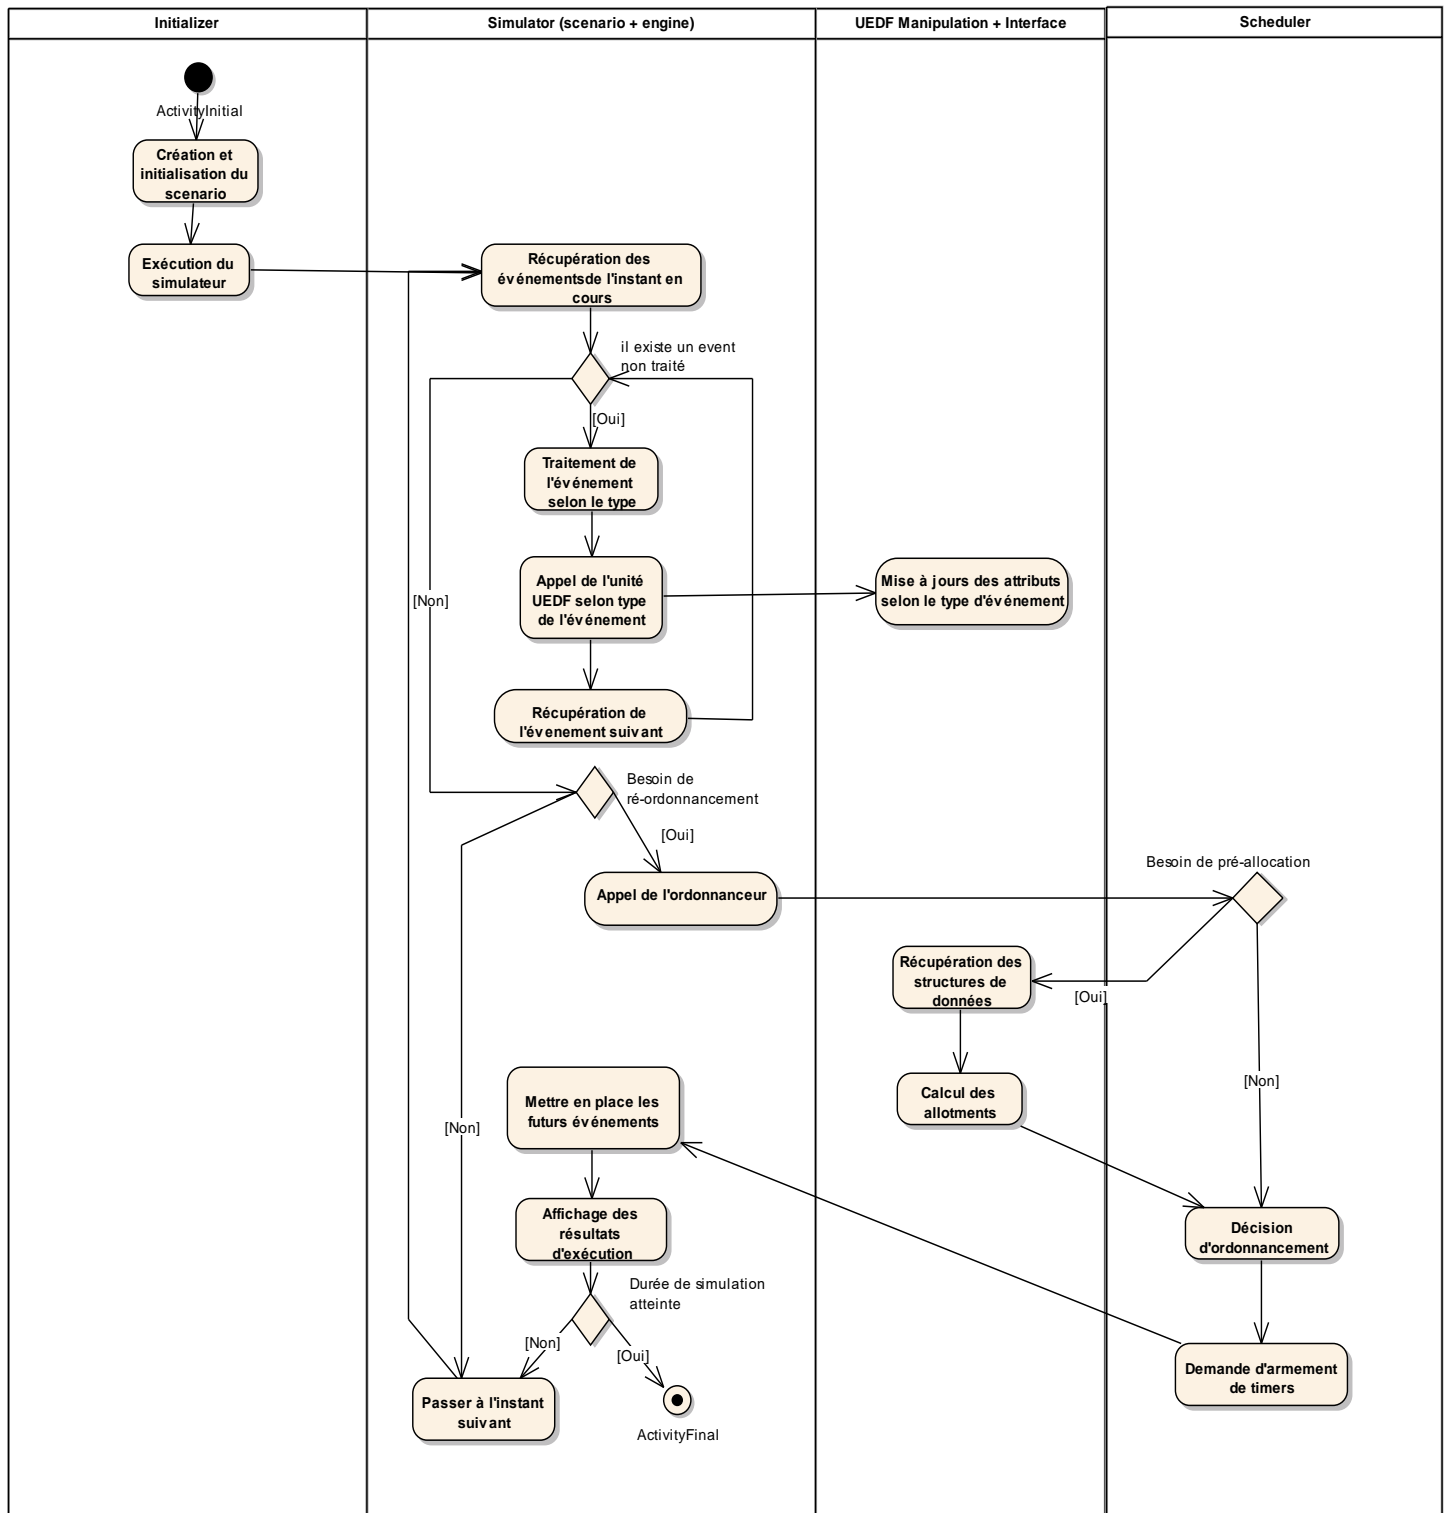 Initializer
Simulator (scenario + engine)
UEDF Manipulation + Interface
Scheduler
ActivityInitial
Création et
initialisation du
scenario
Exécution du
simulateur
Récupération des
événementsde l'instant en
cours
il existe un event
non traité
[Oui]
Traitement de
l'événement
selon le type
Appel de l'unité
UEDF selon type
de l'événement
Mise à jours des attributs
selon le type d'événement
[Non]
Récupération de
l'évenement suivant
Besoin de
ré-ordonnancement
[Oui]
Appel de l'ordonnanceur
Besoin de pré-allocation
Récupération des
structures de
données
[Oui]
[Non]
Calcul des
allotments
Mettre en place les
futurs événements
[Non]
Affichage des
résultats
d'exécution
Décision
d'ordonnancement
Durée de simulation
atteinte
[Non]
[Oui]
Demande d'armement
de timers
Passer à l'instant
suivant
ActivityFinal